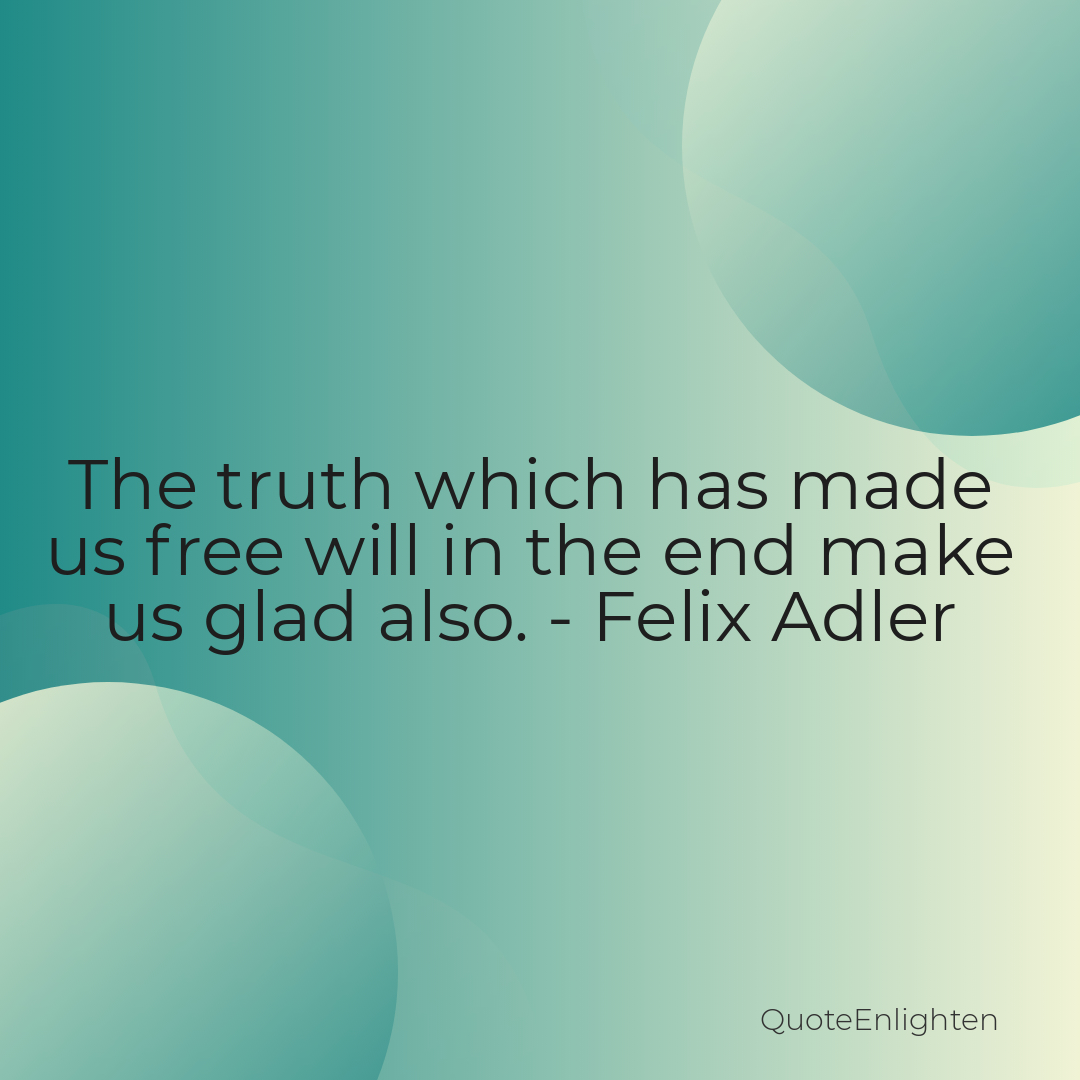 The truth which has made
us free will in the end make
us glad also. - Felix Adler
QuoteEnlighten